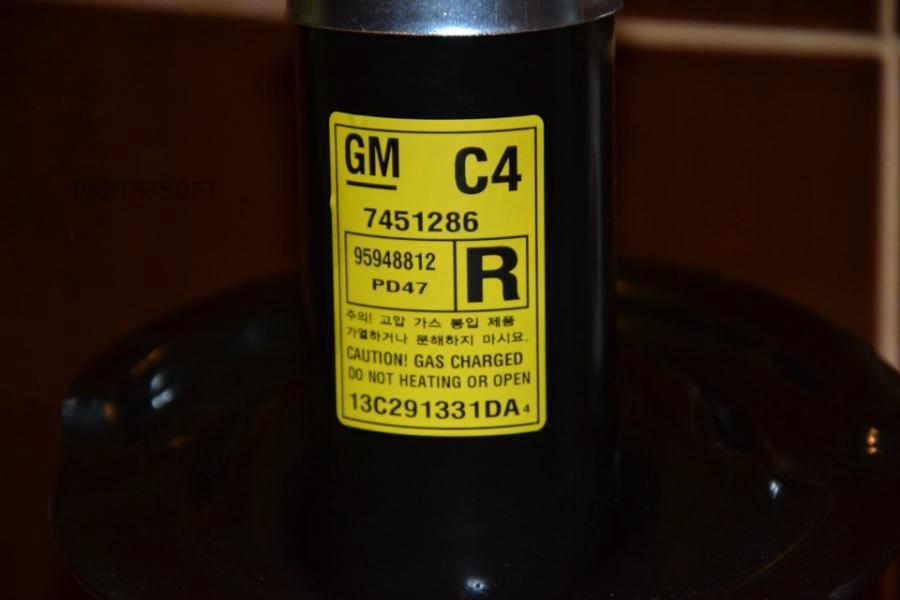 GM C4
7451286
95948812 R
PD47
주의! 고압 가스 봉입 제품
가열하거나 분해하지 마시요.
CAUTION! GAS CHARGED
DO NOT HEATING OR OPEN
13C291331DA4
PARTS SOFT